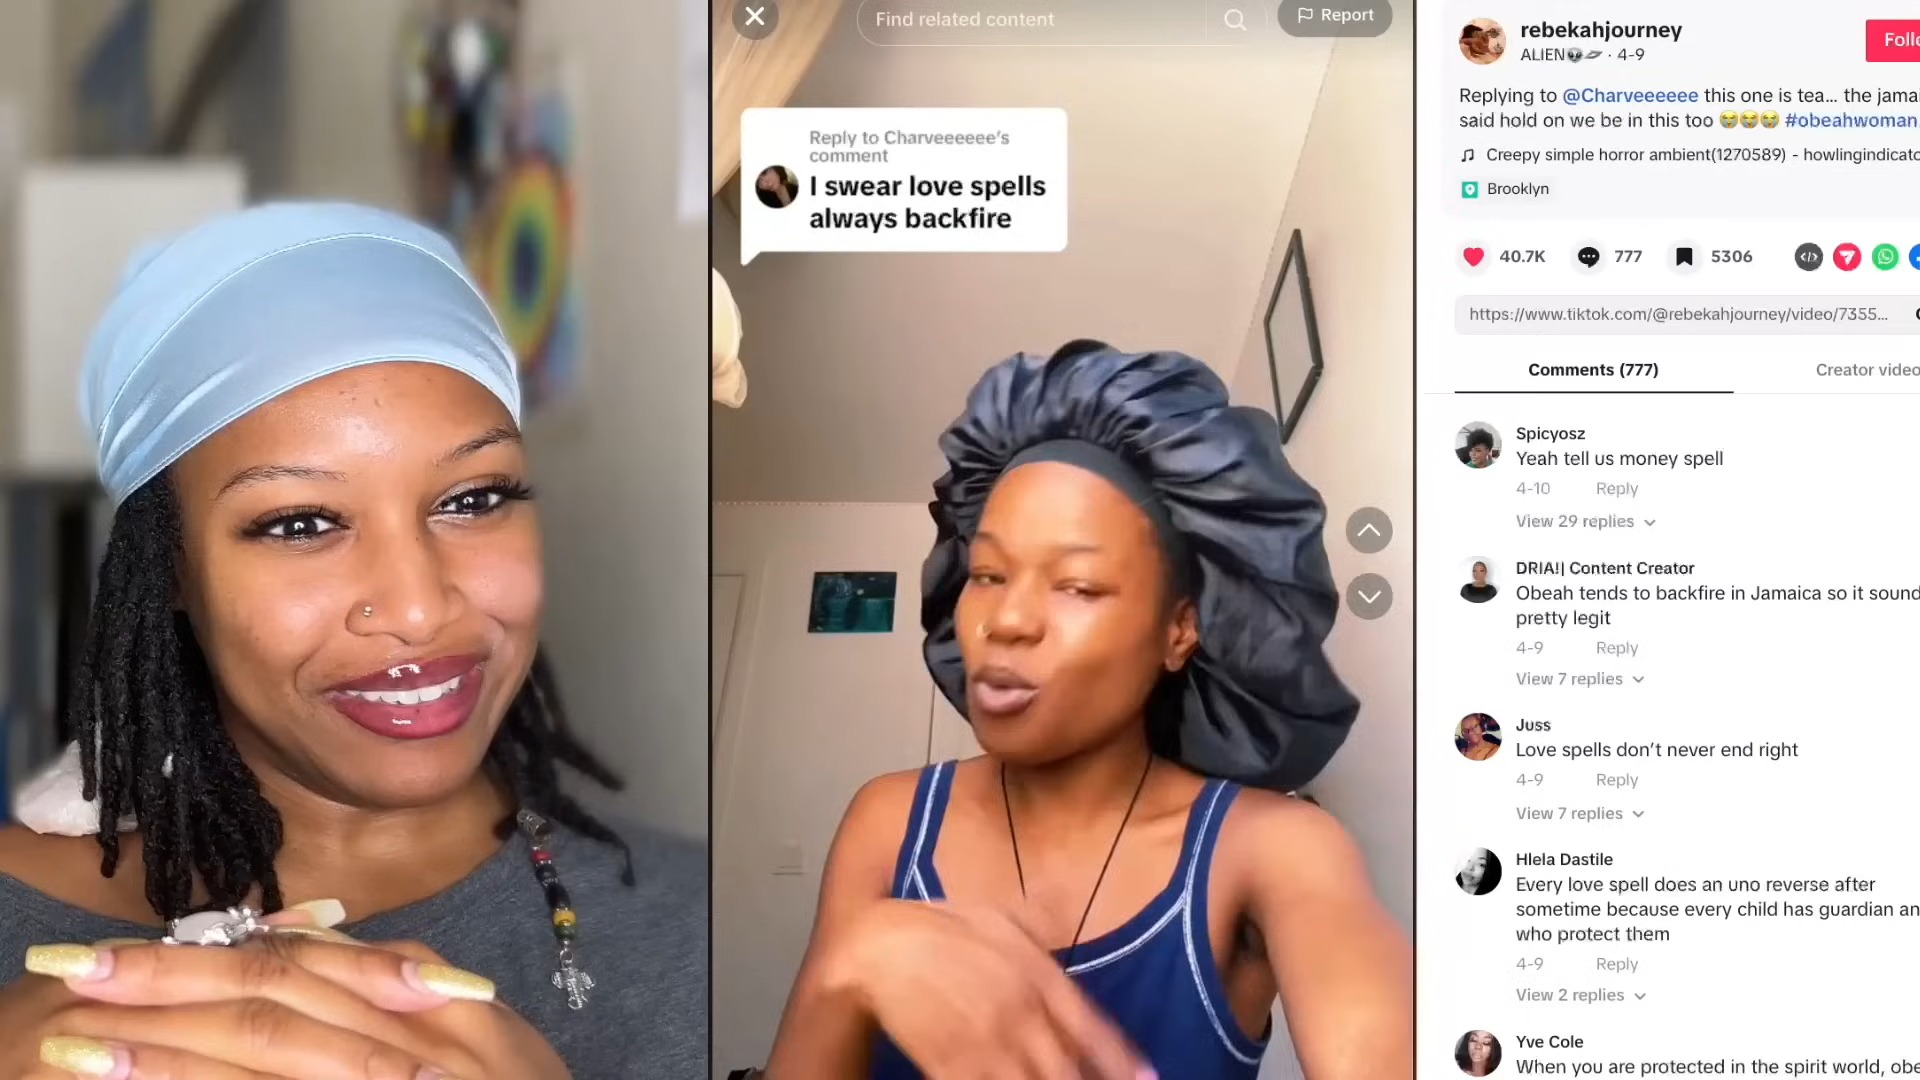 Find related content
Report
Reply to Charveeeeee's
comment
I swear love spells
always backfire
rebekahjourney
ALIEN👽🛸 · 4-9
Follo
Replying to @Charveeeeee this one is tea... the jamai
said hold on we be in this too 😭😭😭 #obeahwoman
Creepy simple horror ambient(1270589) - howlingindicato
Brooklyn
40.7K
777
5306
https://www.tiktok.com/@rebekahjourney/video/7355...
Comments (777)
Creator video
Spicyosz
Yeah tell us money spell
4-10 Reply
View 29 replies
DRIA!| Content Creator
Obeah tends to backfire in Jamaica so it sound
pretty legit
4-9 Reply
View 7 replies
Juss
Love spells don't never end right
4-9 Reply
View 7 replies
Hlela Dastile
Every love spell does an uno reverse after
sometime because every child has guardian an
who protect them
4-9 Reply
View 2 replies
Yve Cole
When you are protected in the spirit world, obe